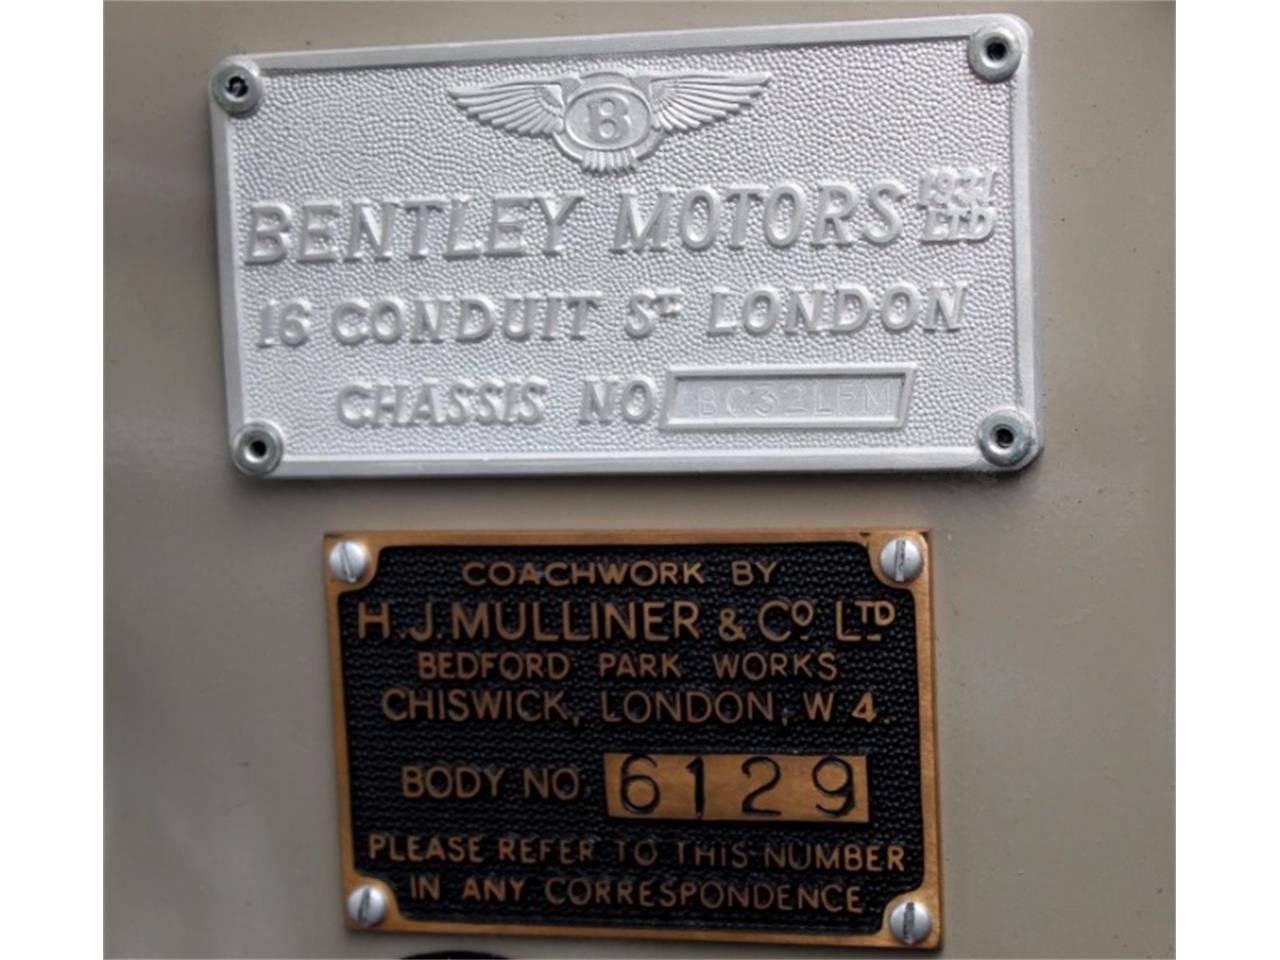 B
BENTLEY MOTORS 1931 LTD
16 CONDUIT ST LONDON
CHASSIS NO BC32LFM
COACHWORK BY
H.J. MULLINER & CO LTD
BEDFORD PARK WORKS
CHISWICK, LONDON, W 4.
BODY NO 6129
PLEASE REFER TO THIS NUMBER
IN ANY CORRESPONDENCE